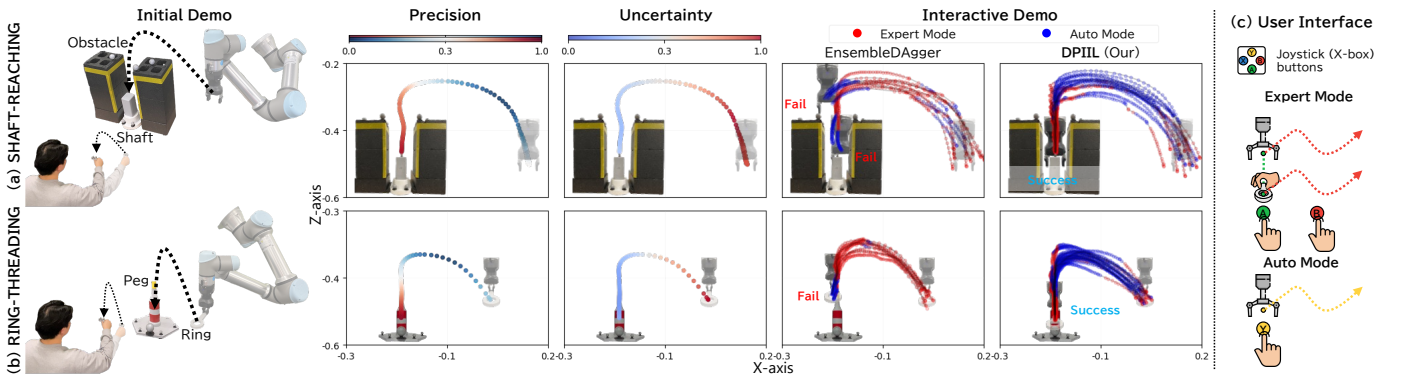 Initial Demo
Precision
Uncertainty
Interactive Demo
(c) User Interface
(a) SHAFT-REACHING
Obstacle
Shaft
0.0 0.3 1.0
0.0 0.3 1.0
Expert Mode
Auto Mode
EnsembleDAgger
DPIIL (Our)
-0.2
-0.4
-0.6
Fail
Fail
Success
Z-axis
(b) RING-THREADING
Peg
Ring
-0.3
-0.4
-0.6
Fail
Success
-0.3 -0.1 0.2
-0.3 -0.1 0.2
-0.3 -0.1 0.2
-0.3 -0.1 0.2
X-axis
Y
X B
A
Joystick (X-box)
buttons
Expert Mode
A
B
Auto Mode
Y